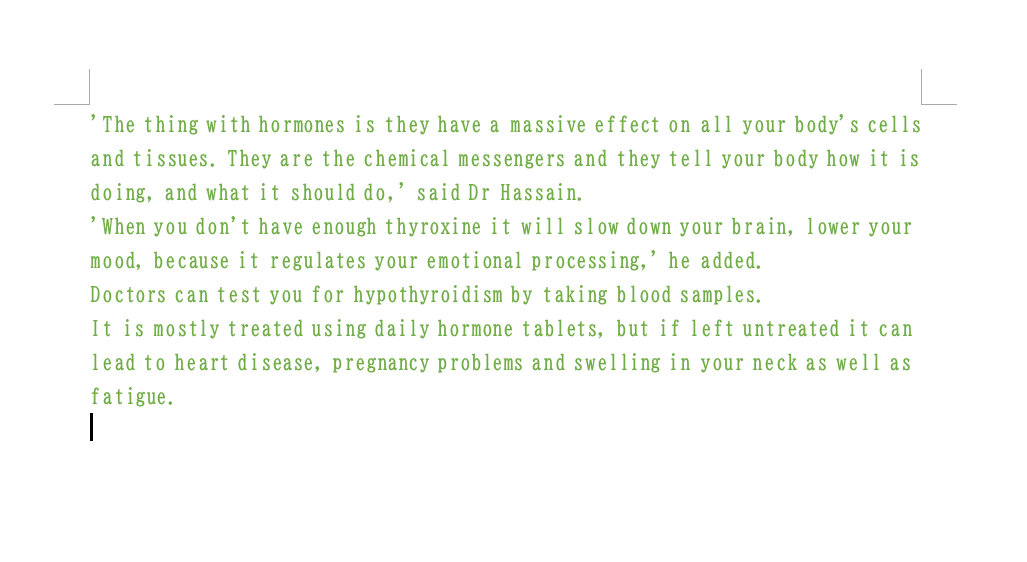 ’The thing with hormones is they have a massive effect on all your body’s cells
and tissues. They are the chemical messengers and they tell your body how it is
doing, and what it should do,’ said Dr Hassain.
’When you don’t have enough thyroxine it will slow down your brain, lower your
mood, because it regulates your emotional processing,’ he added.
Doctors can test you for hypothyroidism by taking blood samples.
It is mostly treated using daily hormone tablets, but if left untreated it can
lead to heart disease, pregnancy problems and swelling in your neck as well as
fatigue.